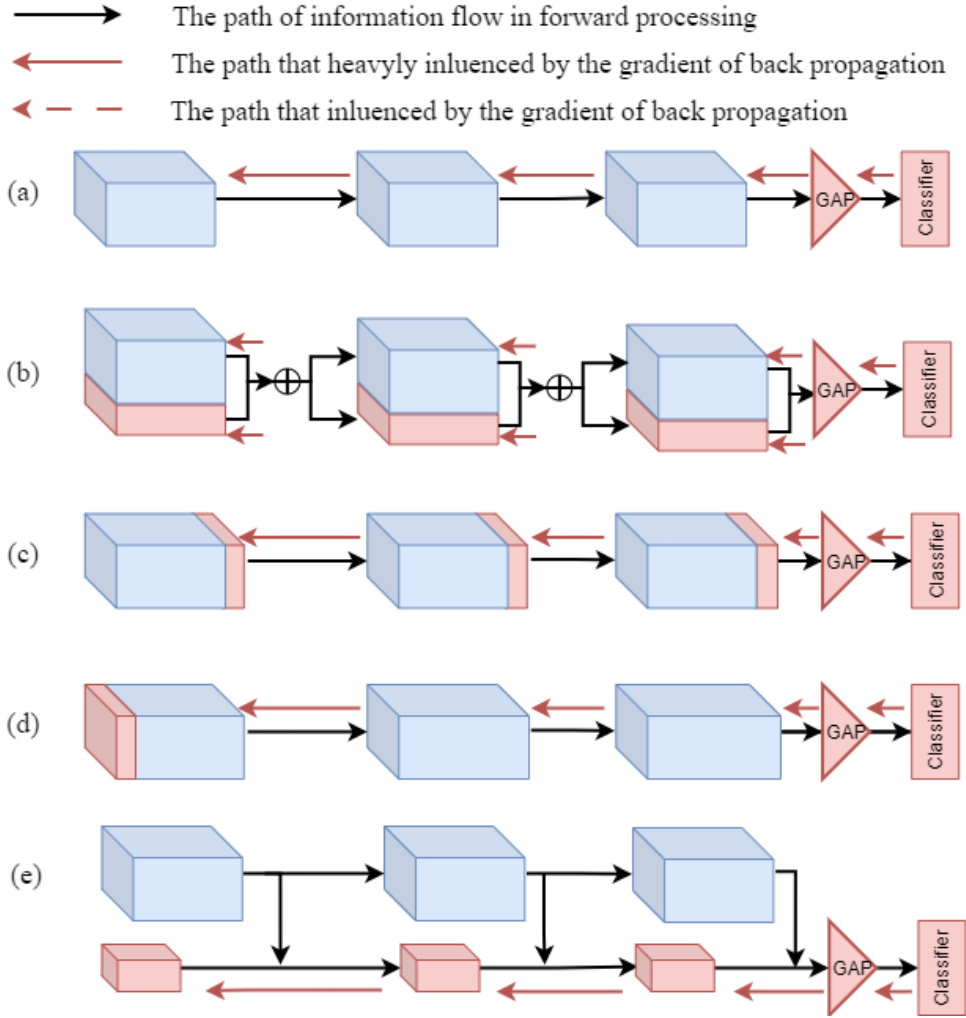 The path of information flow in forward processing
The path that heavyly inluenced by the gradient of back propagation
The path that inluenced by the gradient of back propagation
(a)
GAP
Classifier
(b)
GAP
Classifier
(c)
GAP
Classifier
(d)
GAP
Classifier
(e)
GAP
Classifier